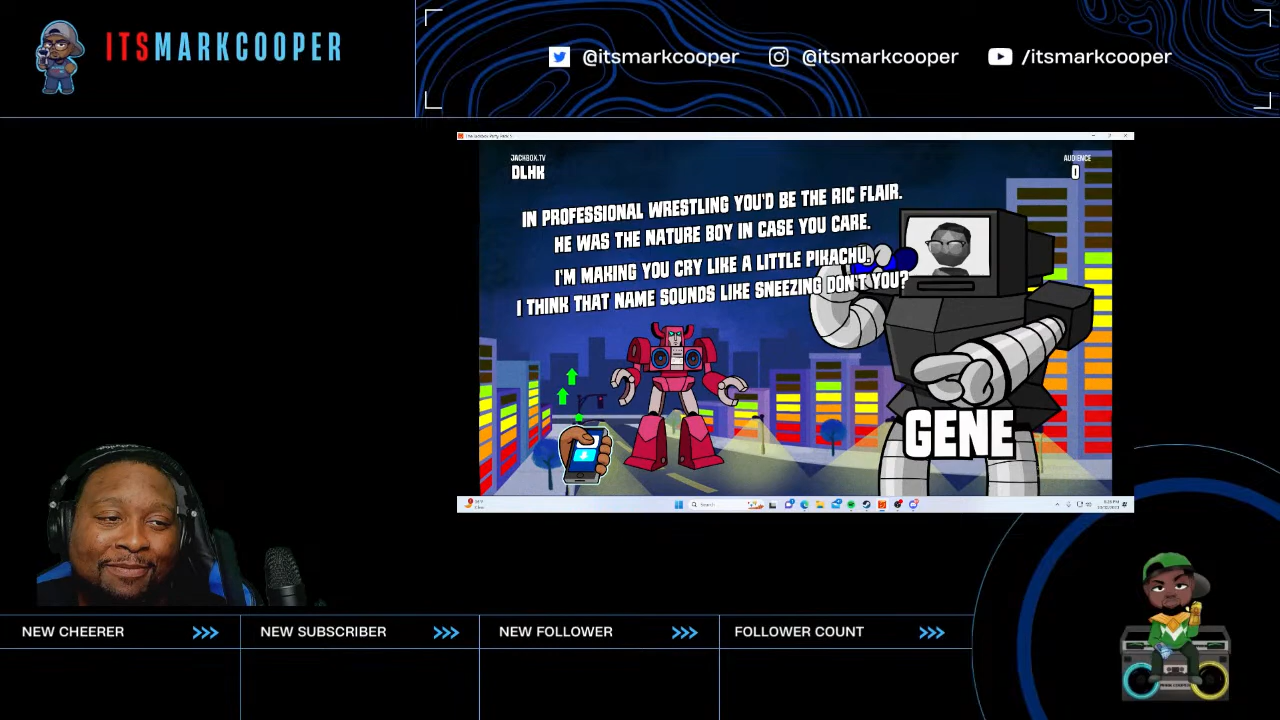 ITSMARKCOOPER
@itsmarkcooper
@itsmarkcooper
/itsmarkcooper
JACKBOX.TV
DLHK
AUDIENCE
0
IN PROFESSIONAL WRESTLING YOU'D BE THE RIC FLAIR.
HE WAS THE NATURE BOY IN CASE YOU CARE.
I'M MAKING YOU CRY LIKE A LITTLE PIKACHU.
I THINK THAT NAME SOUNDS LIKE SNEEZING DON'T YOU?
GENE
Search
NEW CHEERER
NEW SUBSCRIBER
NEW FOLLOWER
FOLLOWER COUNT